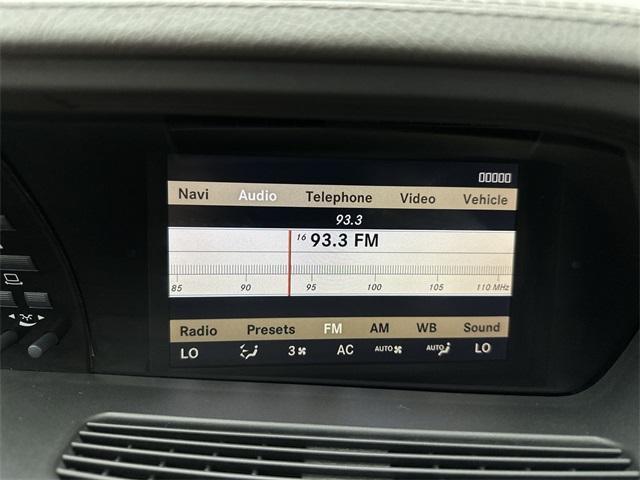 00000
Navi Audio Telephone Video Vehicle
93.3
16 93.3 FM
85 90 95 100 105 110 MHz
Radio Presets FM AM WB Sound
LO 3 AC AUTO AUTO LO